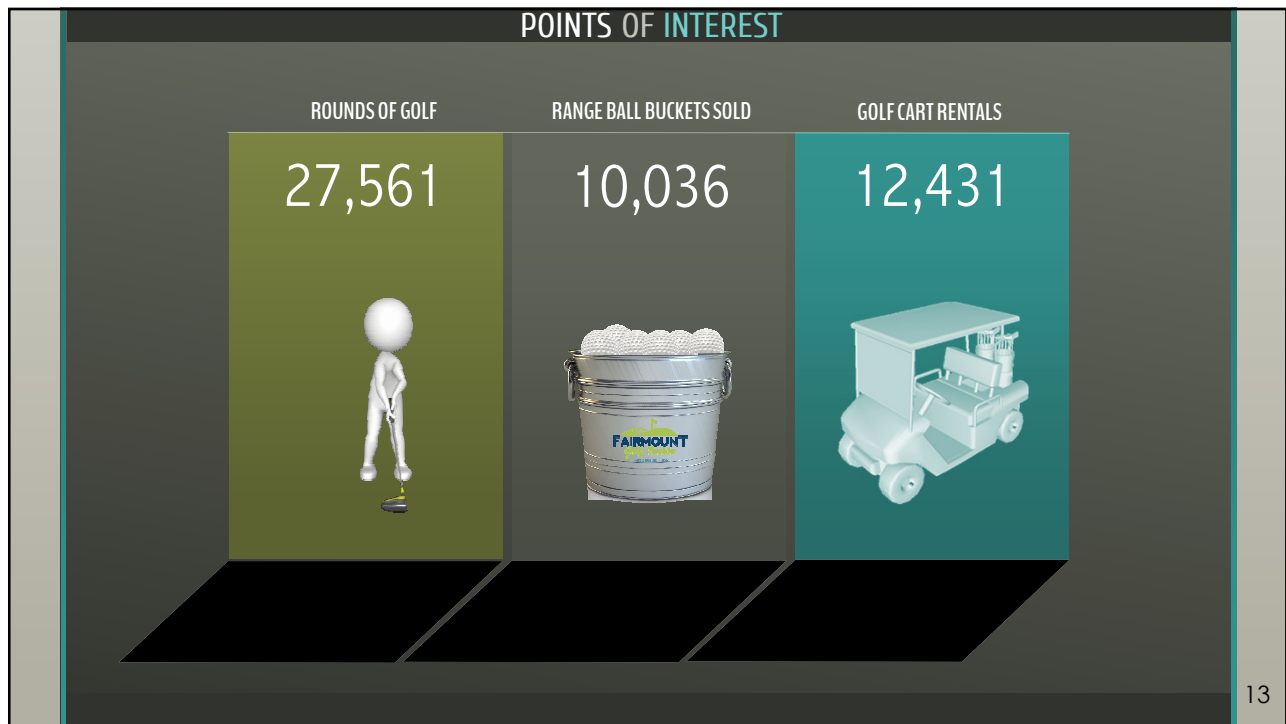 POINTS OF INTEREST
ROUNDS OF GOLF
RANGE BALL BUCKETS SOLD
GOLF CART RENTALS
27,561
10,036
12,431
FAIRMOUNT
13